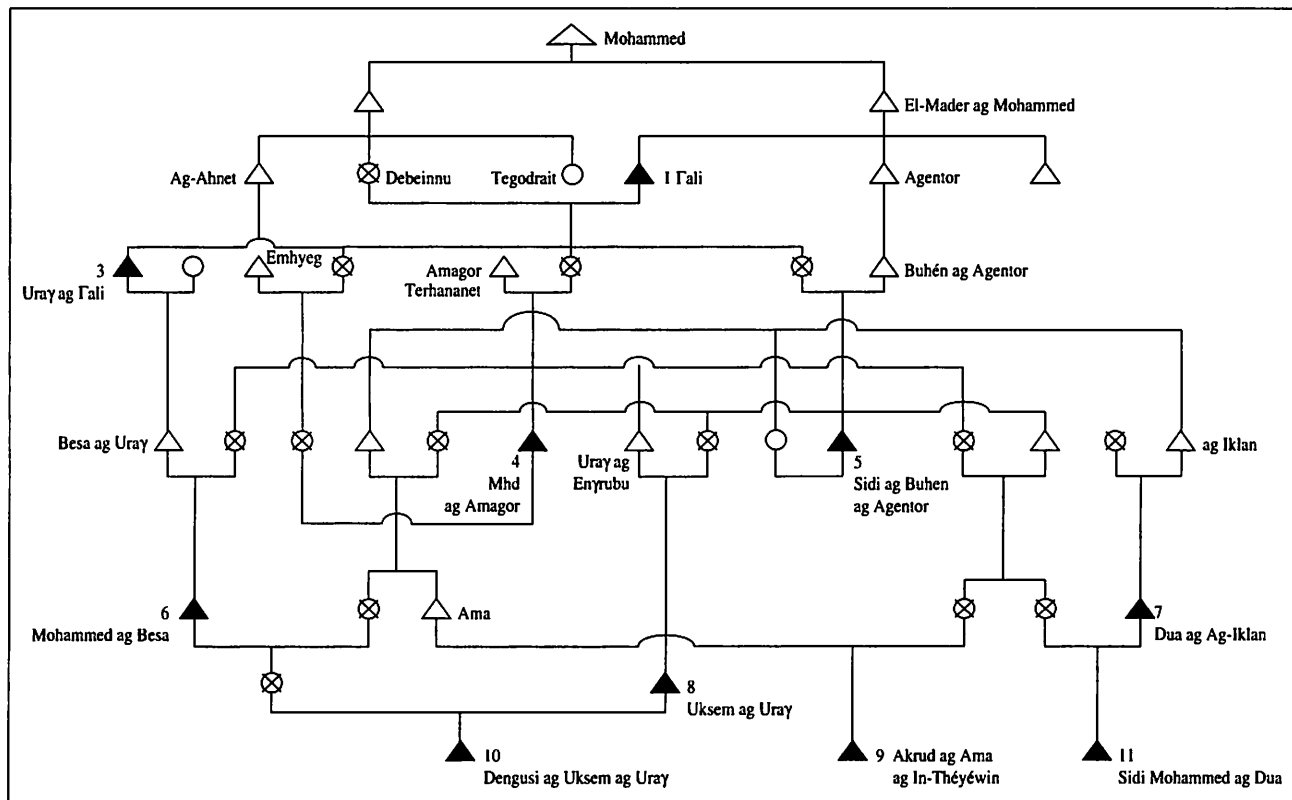 Mohammed
El-Mader ag Mohammed
Ag-Ahnet
Debeinnu
Tegodrait
1 Γali
Agentor
3
Uraγ ag Γali
Emhyeg
Amagor
Terhananet
Buhén ag Agentor
Besa ag Uraγ
4
Mhd
ag Amagor
Uraγ ag
Enγrubu
5
Sidi ag Buhen
ag Agentor
ag Iklan
6
Mohammed ag Besa
Ama
7
Dua ag Ag-Iklan
8
Uksem ag Uraγ
10
Dengusi ag Uksem ag Uraγ
9 Akrud ag Ama
ag In-Théyéwin
11
Sidi Mohammed ag Dua